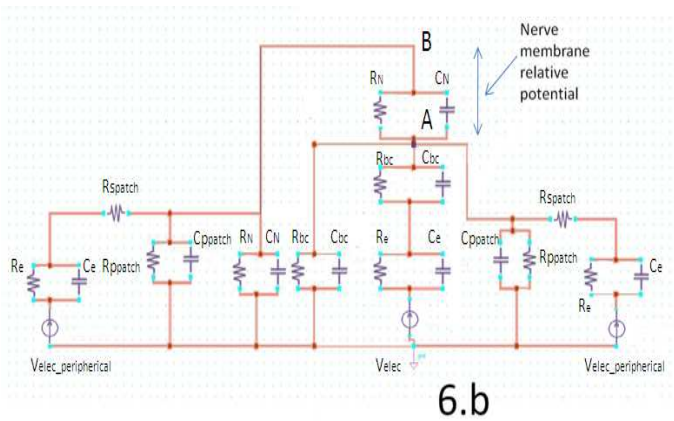 Nerve
membrane
relative
potential
B
RN CN
A
Rbc Cbc
Rspatch
Rspatch
Cppatch
RN CN Rbc Cbc Re Ce Cppatch
Re Ce Rppatch
Rppatch Ce
Re
Velec_peripherical
Velec
Velec_peripherical
6.b